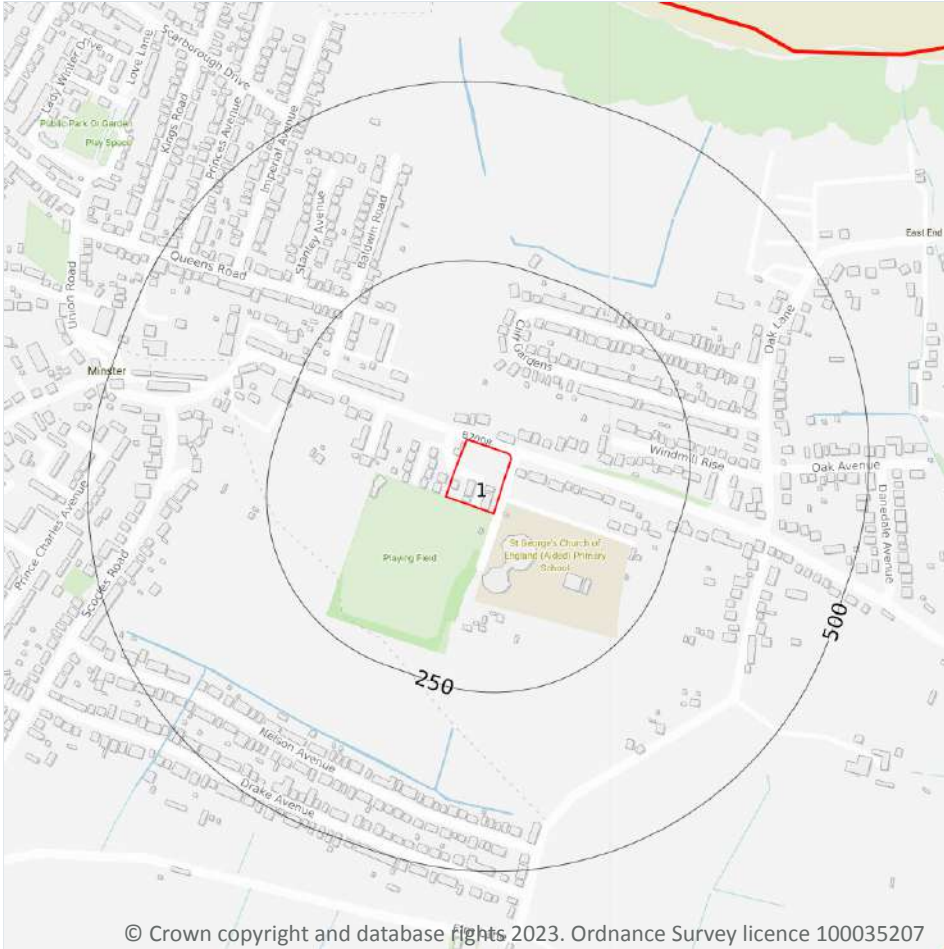 Scarborough Drive
Lady Winter Drive
Love Lane
Public Park Or Garden
Play Space
Kings Road
Princes Avenue
Imperial Avenue
Stanley Avenue
Baldwin Road
Queens Road
Union Road
East End
Oak Lane
Cliff Gardens
Minster
B2008
Windmill Rise
Oak Avenue
1
Danedale Avenue
Prince Charles Avenue
Scocles Road
Playing Field
St George's Church of
England (Aided) Primary
School
500
250
Nelson Avenue
Drake Avenue
© Crown copyright and database rights 2023. Ordnance Survey licence 100035207